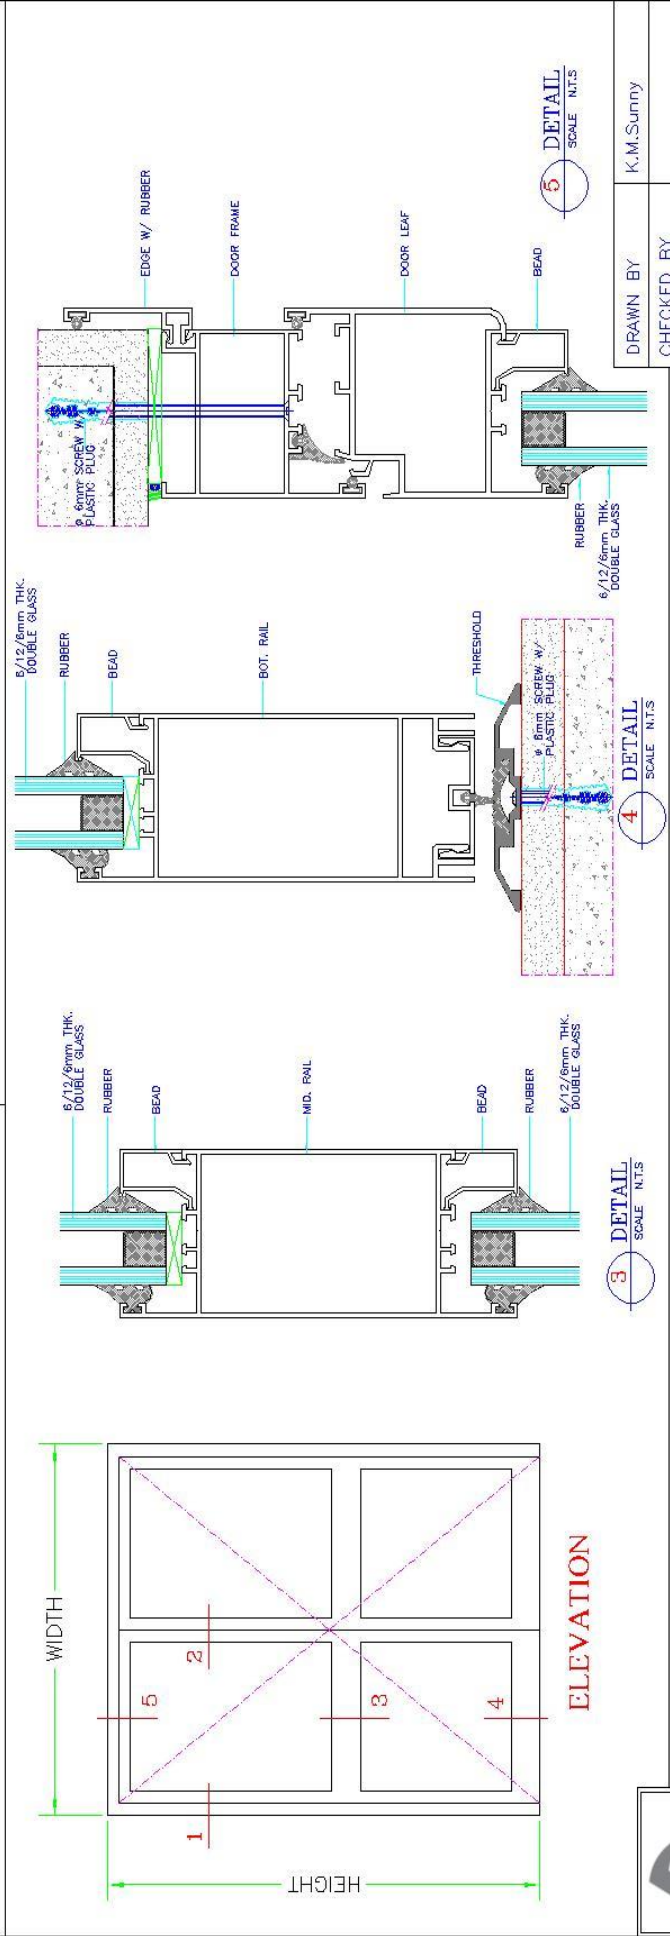 WIDTH
HEIGHT
1
2
5
3
4
ELEVATION
6/12/6mm THK.
DOUBLE GLASS
RUBBER
BEAD
MID. RAIL
BEAD
RUBBER
6/12/6mm THK.
DOUBLE GLASS
3
DETAIL
SCALE N.T.S
6/12/6mm THK.
DOUBLE GLASS
RUBBER
BEAD
BOT. RAIL
THRESHOLD
ø 6mm SCREW W/
PLASTIC PLUG
4
DETAIL
SCALE N.T.S
ø 6mm SCREW W/
PLASTIC PLUG
EDGE W/ RUBBER
DOOR FRAME
DOOR LEAF
BEAD
RUBBER
6/12/6mm THK.
DOUBLE GLASS
5
DETAIL
SCALE N.T.S
DRAWN BY
K.M.Sunny
CHECKED BY